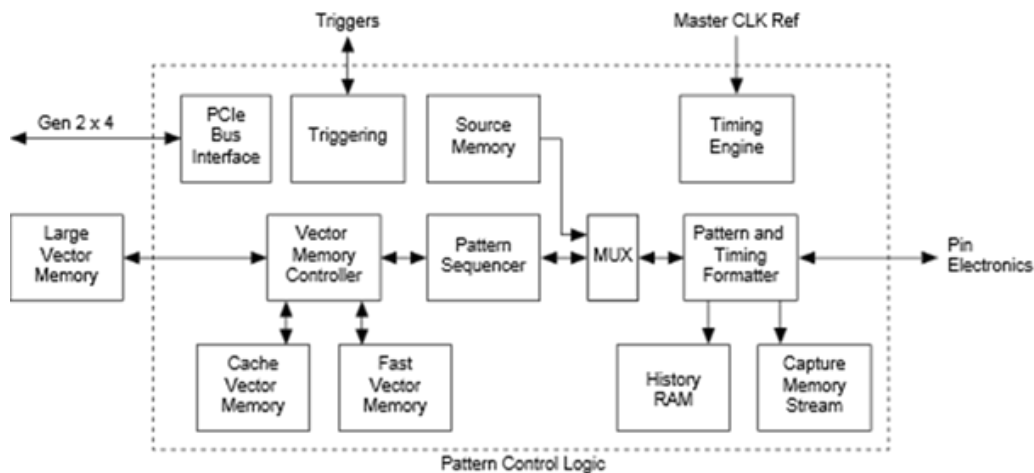 Triggers
Master CLK Ref
Gen 2 x 4
PCIe
Bus
Interface
Triggering
Source
Memory
Timing
Engine
Large
Vector
Memory
Vector
Memory
Controller
Pattern
Sequencer
MUX
Pattern and
Timing
Formatter
Pin
Electronics
Cache
Vector
Memory
Fast
Vector
Memory
History
RAM
Capture
Memory
Stream
Pattern Control Logic